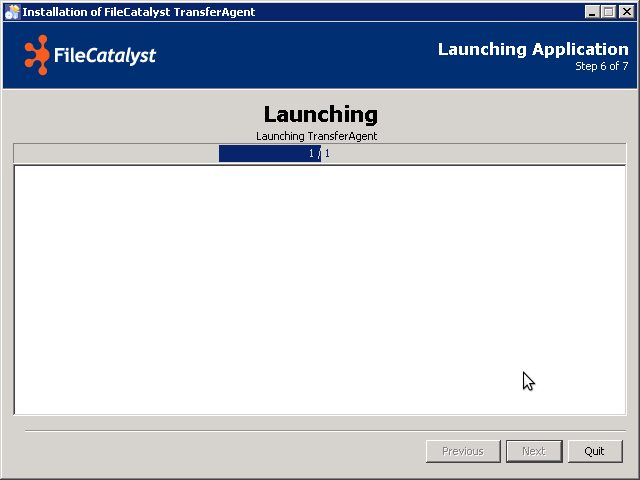 Installation of FileCatalyst TransferAgent
FileCatalyst
Launching Application
Step 6 of 7
Launching
Launching TransferAgent
1 / 1
Previous
Next
Quit